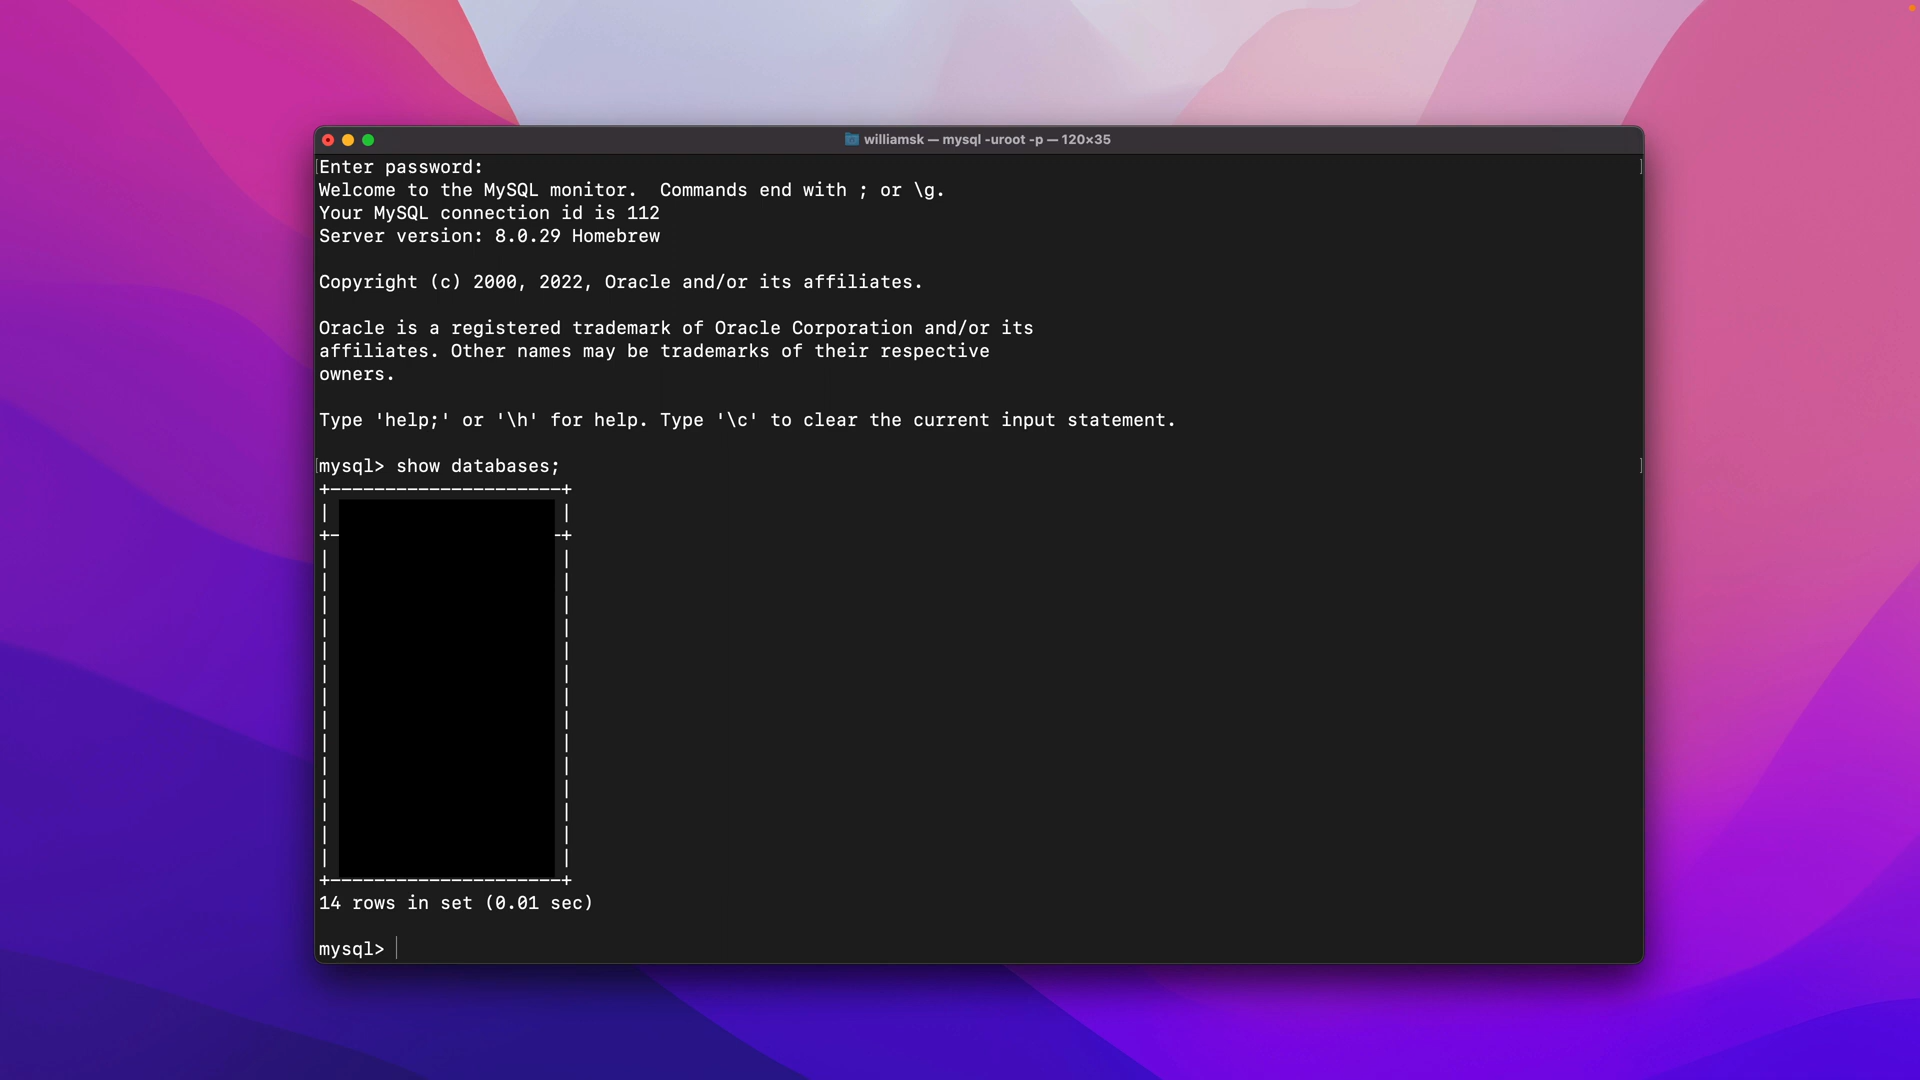 williamsk — mysql -uroot -p — 120×35
Enter password:
Welcome to the MySQL monitor.  Commands end with ; or \g.
Your MySQL connection id is 112
Server version: 8.0.29 Homebrew
Copyright (c) 2000, 2022, Oracle and/or its affiliates.
Oracle is a registered trademark of Oracle Corporation and/or its
affiliates. Other names may be trademarks of their respective
owners.
Type 'help;' or '\h' for help. Type '\c' to clear the current input statement.
mysql> show databases;
14 rows in set (0.01 sec)
mysql>